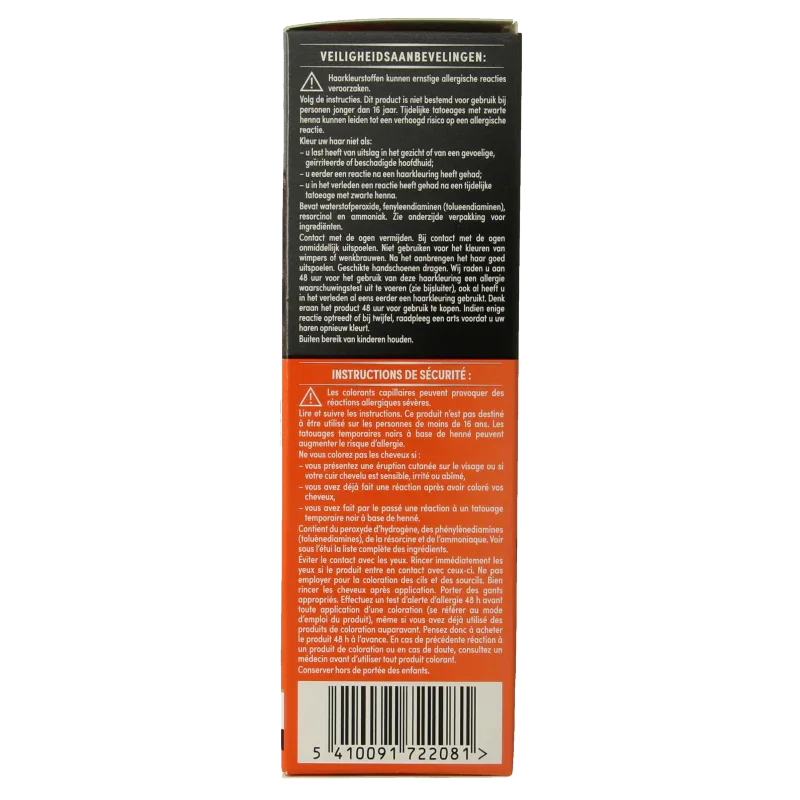 VEILIGHEIDSAANBEVELINGEN:
Haarkleurstoffen kunnen ernstige allergische reacties
veroorzaken.
Volg de instructies. Dit product is niet bestemd voor gebruik bij
personen jonger dan 16 jaar. Tijdelijke tatoeages met zwarte
henna kunnen leiden tot een verhoogd risico op een allergische
reactie.
Kleur uw haar niet als:
– u last heeft van uitslag in het gezicht of van een gevoelige,
geïrriteerde of beschadigde hoofdhuid;
– u eerder een reactie na een haarkleuring heeft gehad;
– u in het verleden een reactie heeft gehad na een tijdelijke
tatoeage met zwarte henna.
Bevat waterstofperoxide, fenyleendiaminen (tolueendiaminen),
resorcinol en ammoniak. Zie onderzijde verpakking voor
ingrediënten.
Contact met de ogen vermijden. Bij contact met de ogen
onmiddellijk uitspoelen. Niet gebruiken voor het kleuren van
wimpers of wenkbrauwen. Na het aanbrengen het haar goed
uitspoelen. Geschikte handschoenen dragen. Wij raden u aan
48 uur voor het gebruik van deze haarkleuring een allergie
waarschuwingstest uit te voeren (zie bijsluiter), ook al heeft u
in het verleden al eens eerder een haarkleuring gebruikt. Denk
eraan het product 48 uur voor gebruik te kopen. Indien enige
reactie optreedt of bij twijfel, raadpleeg een arts voordat u uw
haren opnieuw kleurt.
Buiten bereik van kinderen houden.
INSTRUCTIONS DE SÉCURITÉ :
Les colorants capillaires peuvent provoquer des
réactions allergiques sévères.
Lire et suivre les instructions. Ce produit n'est pas destiné
à être utilisé sur les personnes de moins de 16 ans. Les
tatouages temporaires noirs à base de henné peuvent
augmenter le risque d'allergie.
Ne vous colorez pas les cheveux si :
– vous présentez une éruption cutanée sur le visage ou si
votre cuir chevelu est sensible, irrité ou abîmé,
– vous avez déjà fait une réaction après avoir coloré vos
cheveux,
– vous avez fait par le passé une réaction à un tatouage
temporaire noir à base de henné.
Contient du peroxyde d'hydrogène, des phénylènediamines
(toluènediamines), de la résorcine et de l'ammoniaque. Voir
sous l'étui la liste complète des ingrédients.
Éviter le contact avec les yeux. Rincer immédiatement les
yeux si le produit entre en contact avec ceux-ci. Ne pas
employer pour la coloration des cils et des sourcils. Bien
rincer les cheveux après application. Porter des gants
appropriés. Effectuez un test d'alerte d'allergie 48 h avant
toute application d'une coloration (se référer au mode
d'emploi du produit), même si vous avez déjà utilisé des
produits de coloration auparavant. Pensez donc à acheter
le produit 48 h à l'avance. En cas de précédente réaction à
un produit de coloration ou en cas de doute, consultez un
médecin avant d'utiliser tout produit colorant.
Conserver hors de portée des enfants.
5 410091 722081 >